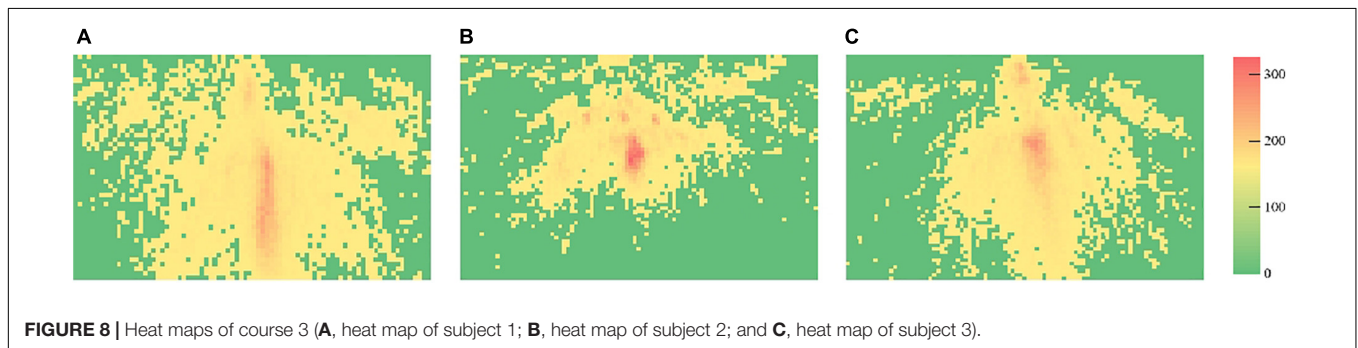 A
B
C
300
200
100
0
FIGURE 8 | Heat maps of course 3 (A, heat map of subject 1; B, heat map of subject 2; and C, heat map of subject 3).